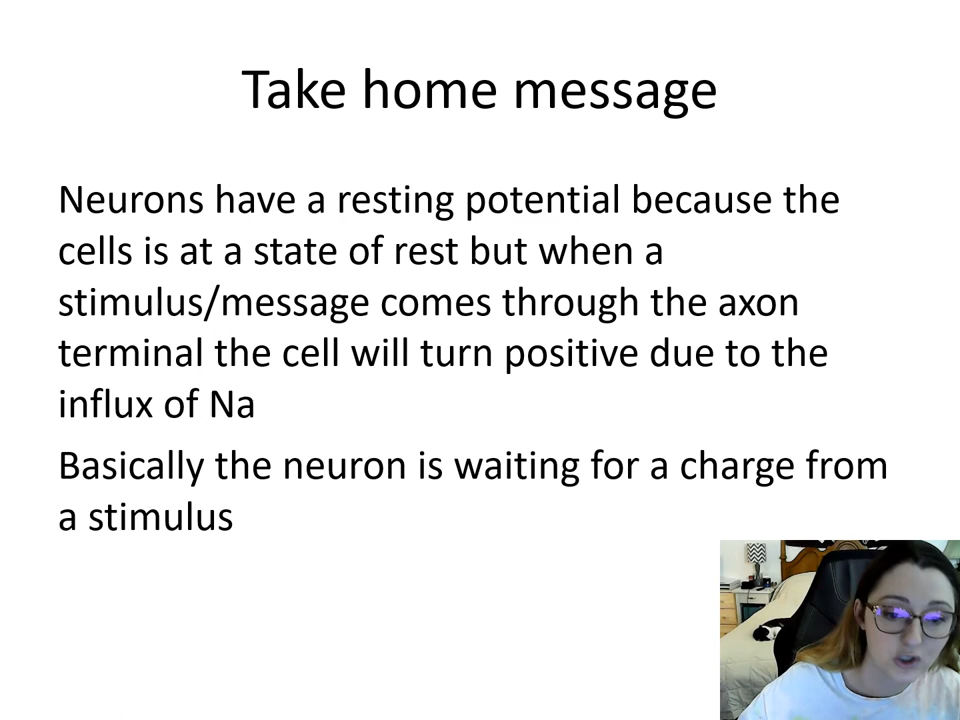 Take home message
Neurons have a resting potential because the
cells is at a state of rest but when a
stimulus/message comes through the axon
terminal the cell will turn positive due to the
influx of Na
Basically the neuron is waiting for a charge from
a stimulus